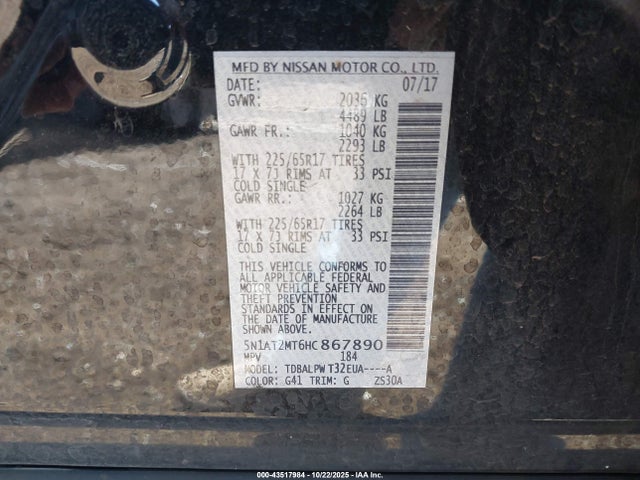 MFD BY NISSAN MOTOR CO., LTD.
DATE: 07/17
GVWR: 2036 KG
4489 LB
GAWR FR.: 1040 KG
2293 LB
WITH 225/65R17 TIRES
17 X 7J RIMS AT 33 PSI
COLD SINGLE
GAWR RR.: 1027 KG
2264 LB
WITH 225/65R17 TIRES
17 X 7J RIMS AT 33 PSI
COLD SINGLE
THIS VEHICLE CONFORMS TO
ALL APPLICABLE FEDERAL
MOTOR VEHICLE SAFETY AND
THEFT PREVENTION
STANDARDS IN EFFECT ON
THE DATE OF MANUFACTURE
SHOWN ABOVE.
5N1AT2MT6HC867890
MPV 184
MODEL: TDBALPWT32EUA----A
COLOR: G41 TRIM: G ZS30A
000-43517984 - 10/22/2025 - IAA Inc.